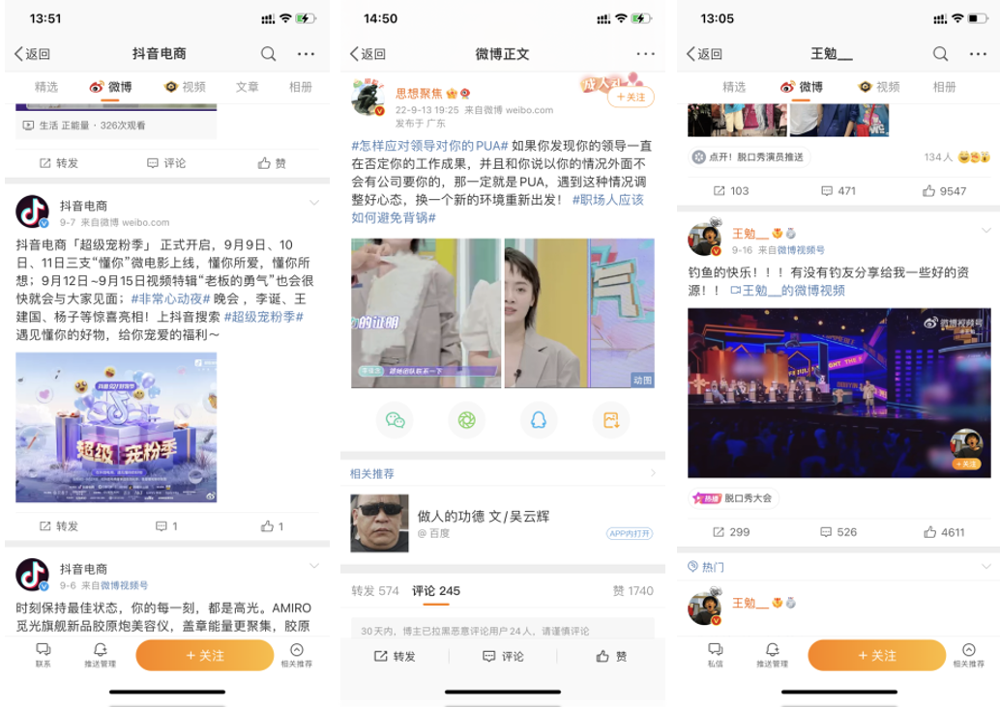 13:51
返回
抖音电商
精选
微博
视频
文章
相册
生活 正能量 · 326次观看
转发
评论
赞
抖音电商
9-7 来自微博 weibo.com
抖音电商「超级宠粉季」 正式开启，9月9日、10
日、11日三支“懂你”微电影上线，懂你所爱，懂你所
想；9月12日~9月15日视频特辑“老板的勇气”也会很
快就会与大家见面；#非常心动夜# 晚会 ，李诞、王
建国、杨子等惊喜亮相！上抖音搜索 #超级宠粉季#
遇见懂你的好物，给你宠爱的福利～
超级 宠粉季
转发
1
1
抖音电商
9-6 来自微博视频号
时刻保持最佳状态，你的每一刻，都是高光。AMIRO
觅光旗舰新品胶原炮美容仪，盖章能量更聚集，胶原
联系
推送管理
+ 关注
相关推荐
14:50
返回
微博正文
思想聚焦
22-9-13 19:25 来自微博 weibo.com
发布于 广东
+ 关注
#怎样应对领导对你的PUA# 如果你发现你的领导一直
在否定你的工作成果，并且和你说以你的情况外面不
会有公司要你的，那一定就是PUA，遇到这种情况调
整好心态，换一个新的环境重新出发！ #职场人应该
如何避免背锅#
的证明
动图
相关推荐
做人的功德 文/吴云辉
@ 百度
APP内打开
转发 574
评论 245
赞 1740
30天内，博主已拉黑恶意评论用户24人，请谨慎评论
转发
评论
赞
13:05
返回
王勉__
精选
微博
视频
相册
点开！脱口秀演员推送
134人
103
471
9547
王勉__
9-16 来自微博视频号
钓鱼的快乐！！！有没有钓友分享给我一些好的资
源！！ 王勉__的微博视频
微博视频号
+关注
热播
脱口秀大会
299
526
4611
热门
王勉__
私信
推送管理
+ 关注
相关推荐